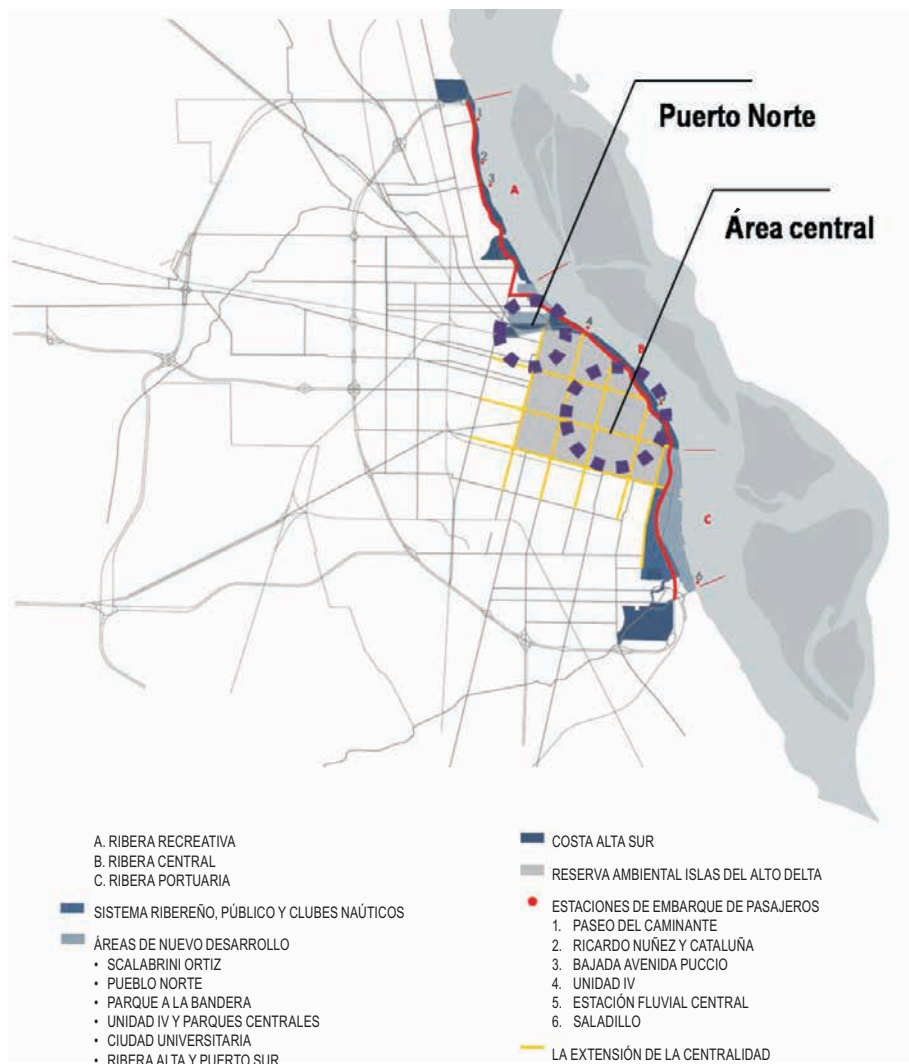 Puerto Norte
Área central
1
2
3
A
4
B
C
6
A. RIBERA RECREATIVA
B. RIBERA CENTRAL
C. RIBERA PORTUARIA
SISTEMA RIBEREÑO, PÚBLICO Y CLUBES NAÚTICOS
ÁREAS DE NUEVO DESARROLLO
• SCALABRINI ORTIZ
• PUEBLO NORTE
• PARQUE A LA BANDERA
• UNIDAD IV Y PARQUES CENTRALES
• CIUDAD UNIVERSITARIA
• RIBERA ALTA Y PUERTO SUR
COSTA ALTA SUR
RESERVA AMBIENTAL ISLAS DEL ALTO DELTA
ESTACIONES DE EMBARQUE DE PASAJEROS
1. PASEO DEL CAMINANTE
2. RICARDO NUÑEZ Y CATALUÑA
3. BAJADA AVENIDA PUCCIO
4. UNIDAD IV
5. ESTACIÓN FLUVIAL CENTRAL
6. SALADILLO
LA EXTENSIÓN DE LA CENTRALIDAD